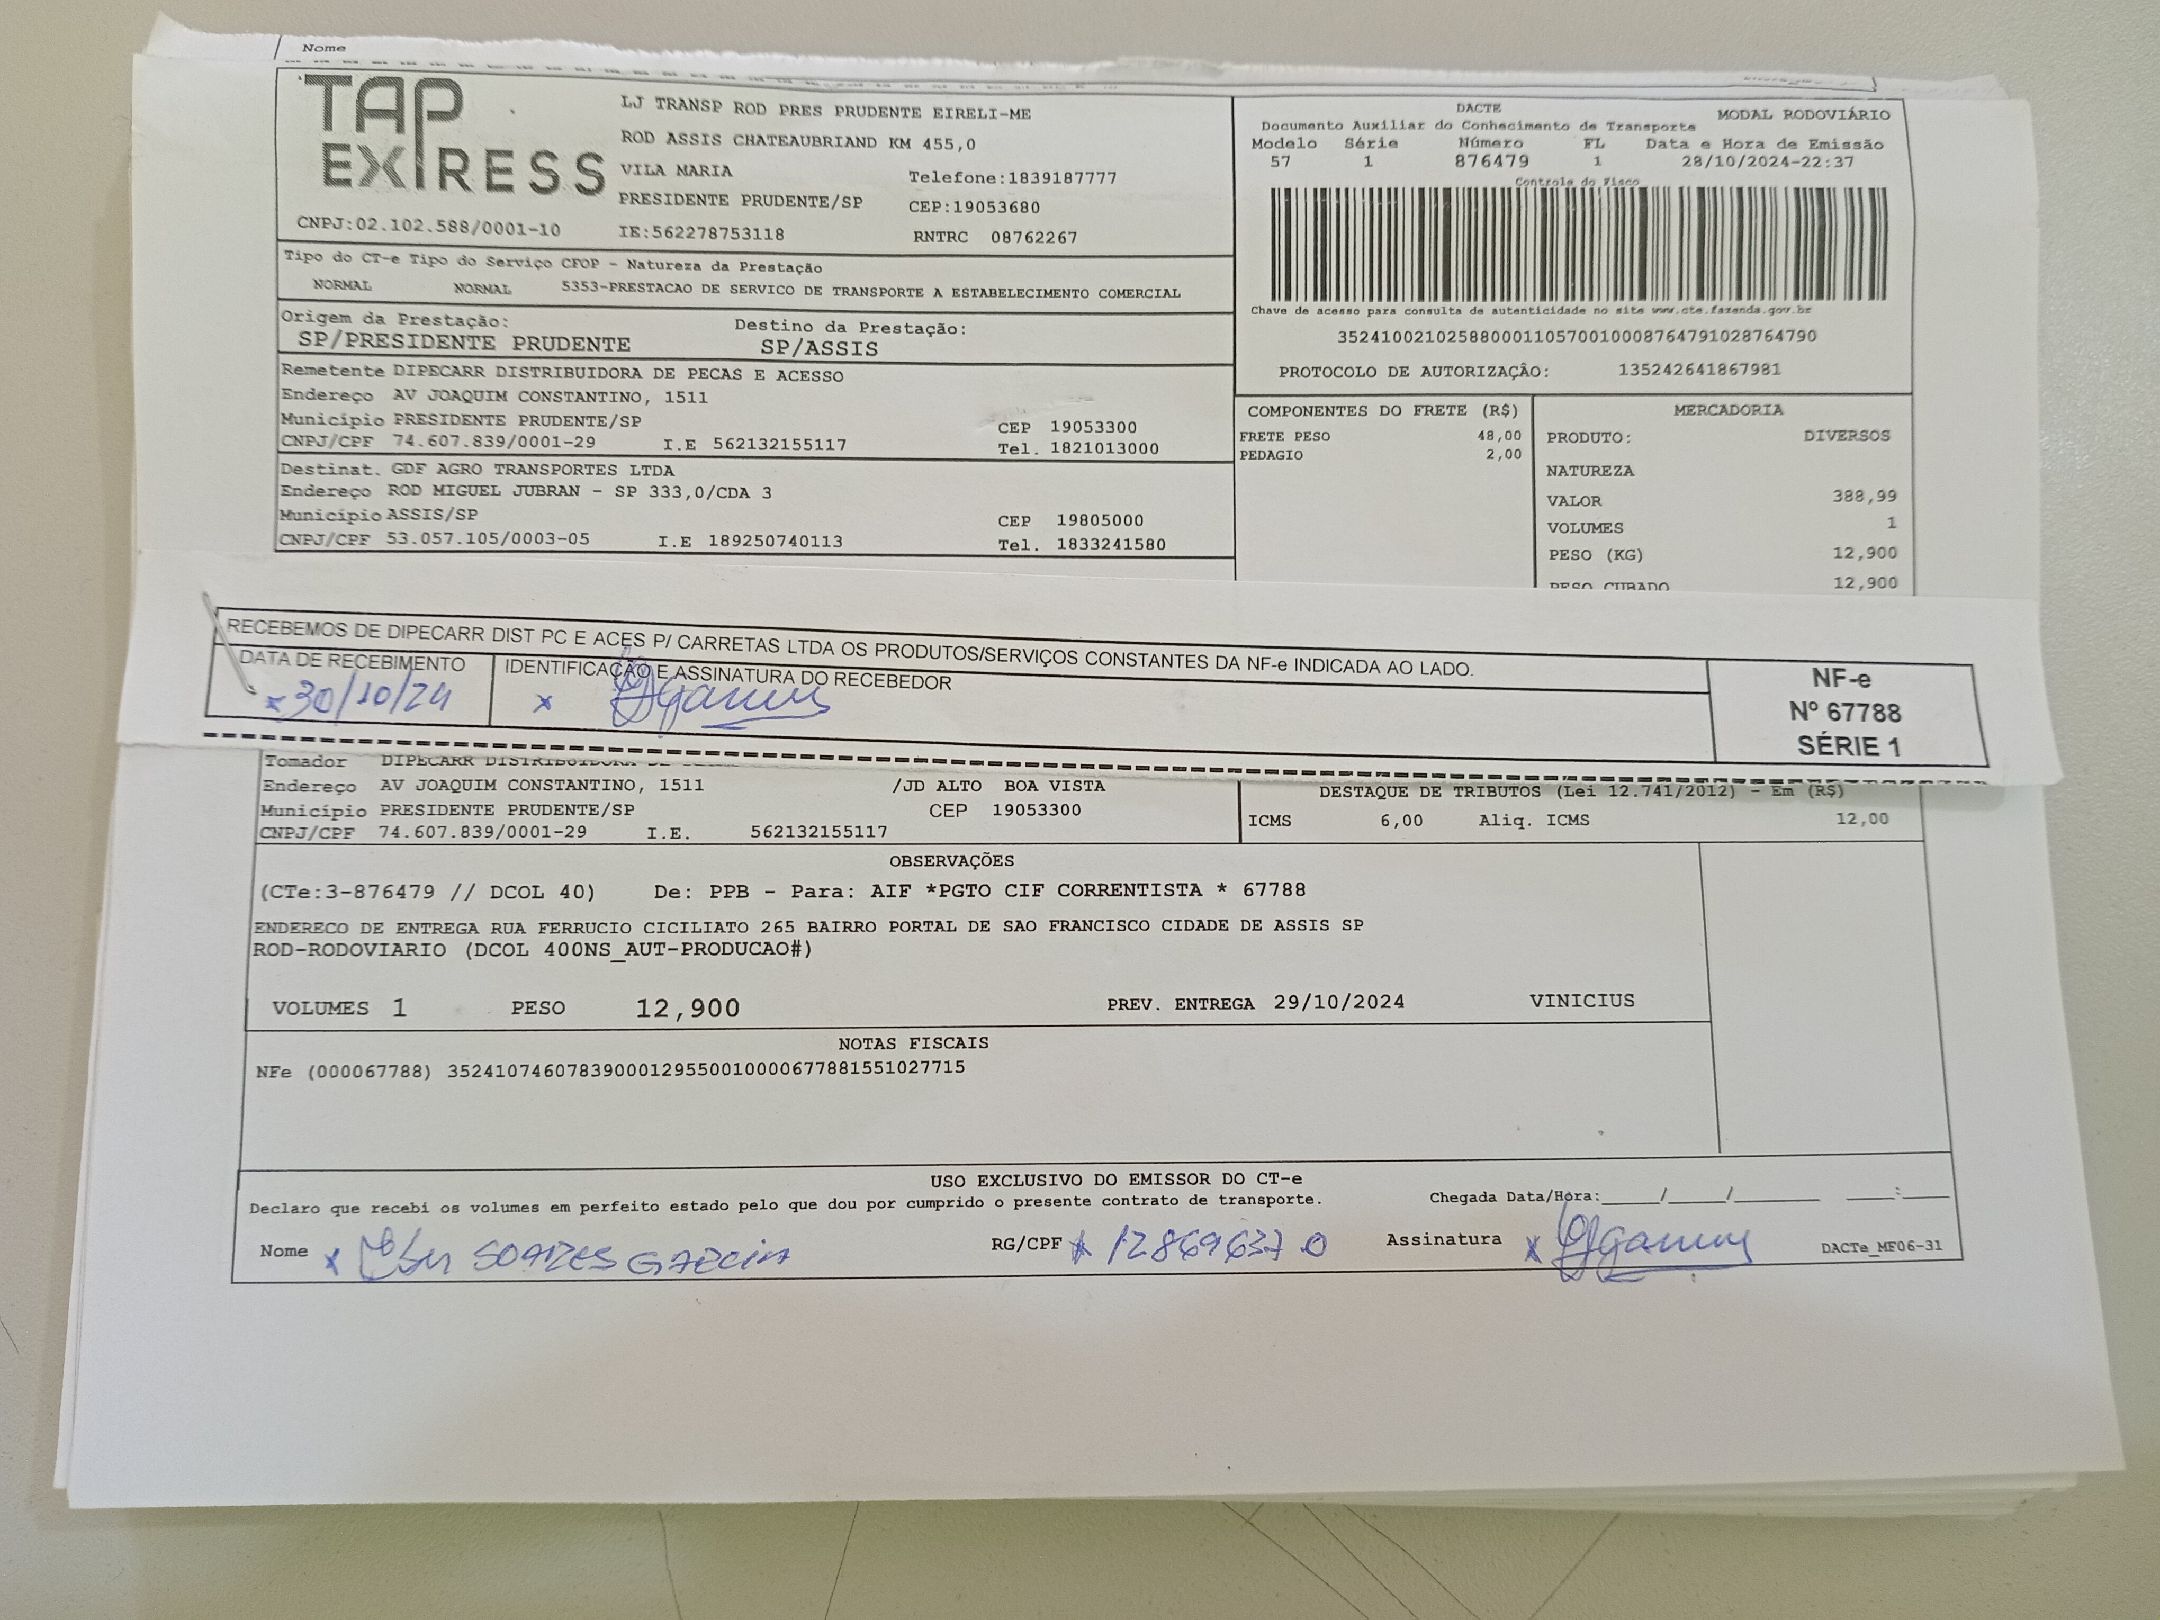 Nome
TAP EXPRESS
LJ TRANSP ROD PRES PRUDENTE EIRELI-ME
ROD ASSIS CHATEAUBRIAND KM 455,0
VILA MARIA Telefone:1839187777
PRESIDENTE PRUDENTE/SP CEP:19053680
CNPJ:02.102.588/0001-10 IE:562278753118 RNTRC 08762267
DACTE MODAL RODOVIÁRIO
Documento Auxiliar do Conhecimento de Transporte
Modelo Série Número FL Data e Hora de Emissão
57 1 876479 1 28/10/2024-22:37
Controle do Fisco
Chave de acesso para consulta de autenticidade no site www.cte.fazenda.gov.br
35241002102588000110570010008764791028764790
PROTOCOLO DE AUTORIZAÇÃO: 135242641867981
Tipo do CT-e Tipo do Serviço CFOP - Natureza da Prestação
NORMAL NORMAL 5353-PRESTACAO DE SERVICO DE TRANSPORTE A ESTABELECIMENTO COMERCIAL
Origem da Prestação: Destino da Prestação:
SP/PRESIDENTE PRUDENTE SP/ASSIS
Remetente DIPECARR DISTRIBUIDORA DE PECAS E ACESSO
Endereço AV JOAQUIM CONSTANTINO, 1511
Município PRESIDENTE PRUDENTE/SP CEP 19053300
CNPJ/CPF 74.607.839/0001-29 I.E 562132155117 Tel. 1821013000
Destinat. GDF AGRO TRANSPORTES LTDA
Endereço ROD MIGUEL JUBRAN - SP 333,0/CDA 3
Município ASSIS/SP CEP 19805000
CNPJ/CPF 53.057.105/0003-05 I.E 189250740113 Tel. 1833241580
COMPONENTES DO FRETE (R$)
FRETE PESO 48,00
PEDAGIO 2,00
MERCADORIA
PRODUTO: DIVERSOS
NATUREZA
VALOR 388,99
VOLUMES 1
PESO (KG) 12,900
PESO CUBADO 12,900
RECEBEMOS DE DIPECARR DIST PC E ACES P/ CARRETAS LTDA OS PRODUTOS/SERVIÇOS CONSTANTES DA NF-e INDICADA AO LADO.
DATA DE RECEBIMENTO IDENTIFICAÇÃO E ASSINATURA DO RECEBEDOR
x 30/10/24 x
NF-e
Nº 67788
SÉRIE 1
Tomador DIPECARR DISTRIBUIDORA DE
Endereço AV JOAQUIM CONSTANTINO, 1511 /JD ALTO BOA VISTA
Município PRESIDENTE PRUDENTE/SP CEP 19053300
CNPJ/CPF 74.607.839/0001-29 I.E. 562132155117
DESTAQUE DE TRIBUTOS (Lei 12.741/2012) - Em (R$)
ICMS 6,00 Aliq. ICMS 12,00
OBSERVAÇÕES
(CTe:3-876479 // DCOL 40) De: PPB - Para: AIF *PGTO CIF CORRENTISTA * 67788
ENDERECO DE ENTREGA RUA FERRUCIO CICILIATO 265 BAIRRO PORTAL DE SAO FRANCISCO CIDADE DE ASSIS SP
ROD-RODOVIARIO (DCOL 400NS_AUT-PRODUCAO#)
VOLUMES 1 PESO 12,900 PREV. ENTREGA 29/10/2024 VINICIUS
NOTAS FISCAIS
NFe (000067788) 35241074607839000129550010000677881551027715
USO EXCLUSIVO DO EMISSOR DO CT-e
Declaro que recebi os volumes em perfeito estado pelo que dou por cumprido o presente contrato de transporte. Chegada Data/Hora:_____/_____/_______ ____:____
Nome x SOARES GARCIA RG/CPF x 12869637 0 Assinatura x DACTe_MF06-31